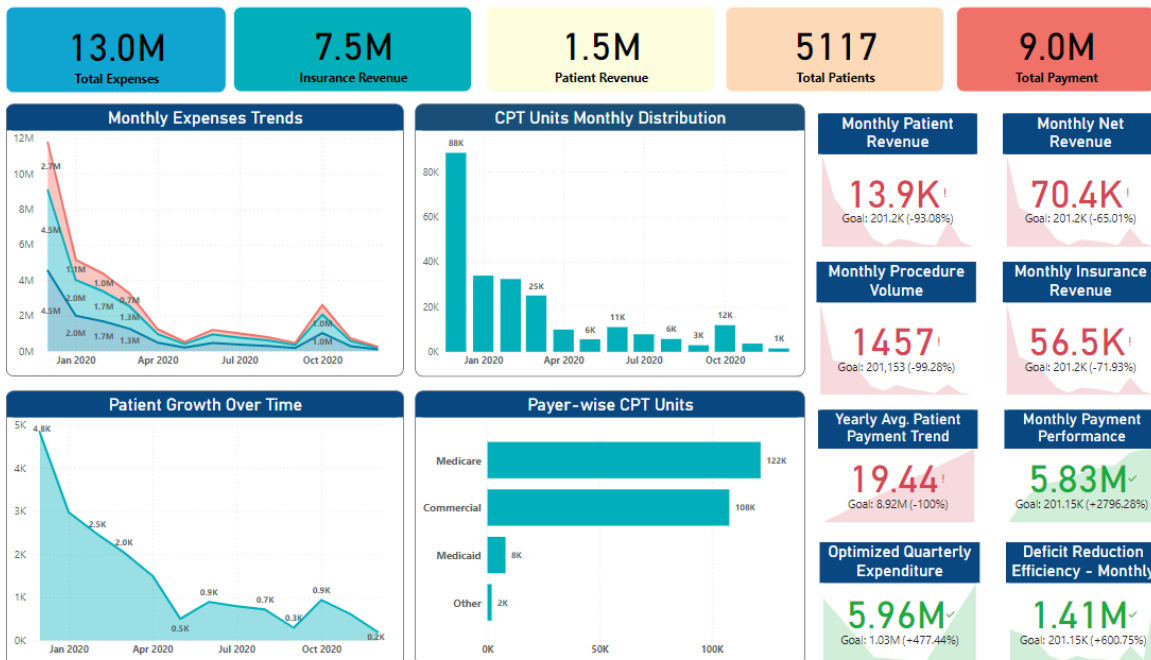 13.0M
Total Expenses
7.5M
Insurance Revenue
1.5M
Patient Revenue
5117
Total Patients
9.0M
Total Payment
Monthly Expenses Trends
12M
10M
8M
6M
4M
2M
0M
2.7M
4.5M
4.5M
1.1M
2.0M
2.0M
1.0M
1.7M
1.7M
0.7M
1.3M
1.3M
1.0M
1.0M
Jan 2020
Apr 2020
Jul 2020
Oct 2020
CPT Units Monthly Distribution
80K
60K
40K
20K
0K
88K
25K
6K
11K
6K
3K
12K
1K
Jan 2020
Apr 2020
Jul 2020
Oct 2020
Monthly Patient
Revenue
13.9K!
Goal: 201.2K (-93.08%)
Monthly Net
Revenue
70.4K!
Goal: 201.2K (-65.01%)
Monthly Procedure
Volume
1457!
Goal: 201,153 (-99.28%)
Monthly Insurance
Revenue
56.5K!
Goal: 201.2K (-71.93%)
Patient Growth Over Time
5K
4K
3K
2K
1K
0K
4.8K
2.5K
2.0K
0.5K
0.9K
0.7K
0.3K
0.9K
0.2K
Jan 2020
Apr 2020
Jul 2020
Oct 2020
Payer-wise CPT Units
Medicare
122K
Commercial
108K
Medicaid
8K
Other
2K
0K
50K
100K
Yearly Avg. Patient
Payment Trend
19.44!
Goal: 8.92M (-100%)
Monthly Payment
Performance
5.83M✓
Goal: 201.15K (+2796.28%)
Optimized Quarterly
Expenditure
5.96M✓
Goal: 1.03M (+477.44%)
Deficit Reduction
Efficiency - Monthly
1.41M✓
Goal: 201.15K (+600.75%)